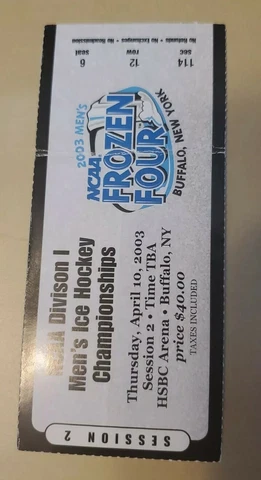 114 12 6
sec row seat
No Refunds • No Exchanges • No Readmission
2003 MEN'S
NCAA
FROZEN
FOUR
BUFFALO, NEW YORK
NCAA Divison I
Men's Ice Hockey
Championships
Thursday, April 10, 2003
Session 2 • Time TBA
HSBC Arena • Buffalo, NY
price $40.00
TAXES INCLUDED
SESSION 2